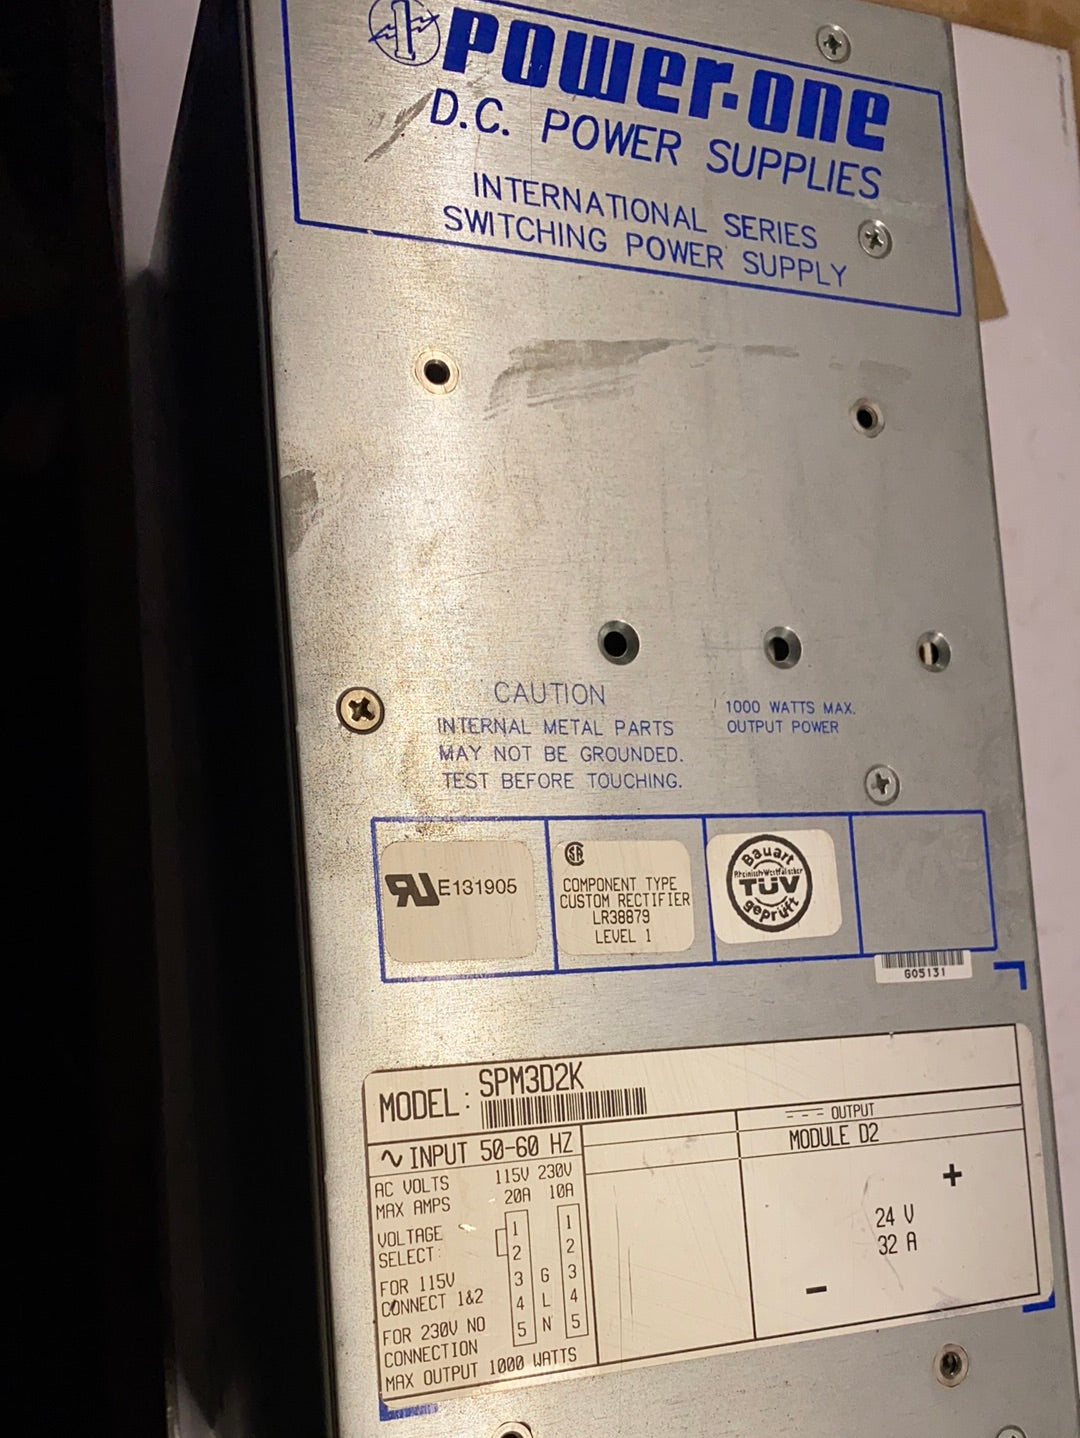 POWER-ONE
D.C. POWER SUPPLIES
INTERNATIONAL SERIES
SWITCHING POWER SUPPLY
CAUTION
INTERNAL METAL PARTS
MAY NOT BE GROUNDED.
TEST BEFORE TOUCHING.
1000 WATTS MAX.
OUTPUT POWER
RU E131905
SA
COMPONENT TYPE
CUSTOM RECTIFIER
LR38879
LEVEL 1
Bauart
Rheinisch-Westfälischer
TÜV
geprüft
G05131
MODEL: SPM3D2K
INPUT 50-60 HZ
AC VOLTS 115V 230V
MAX AMPS 20A 10A
VOLTAGE
SELECT:
FOR 115V
CONNECT 1&2
FOR 230V NO
CONNECTION
MAX OUTPUT 1000 WATTS
1 1
2 2
3 G 3
4 L 4
5 N 5
OUTPUT
MODULE D2
+
24 V
32 A
−